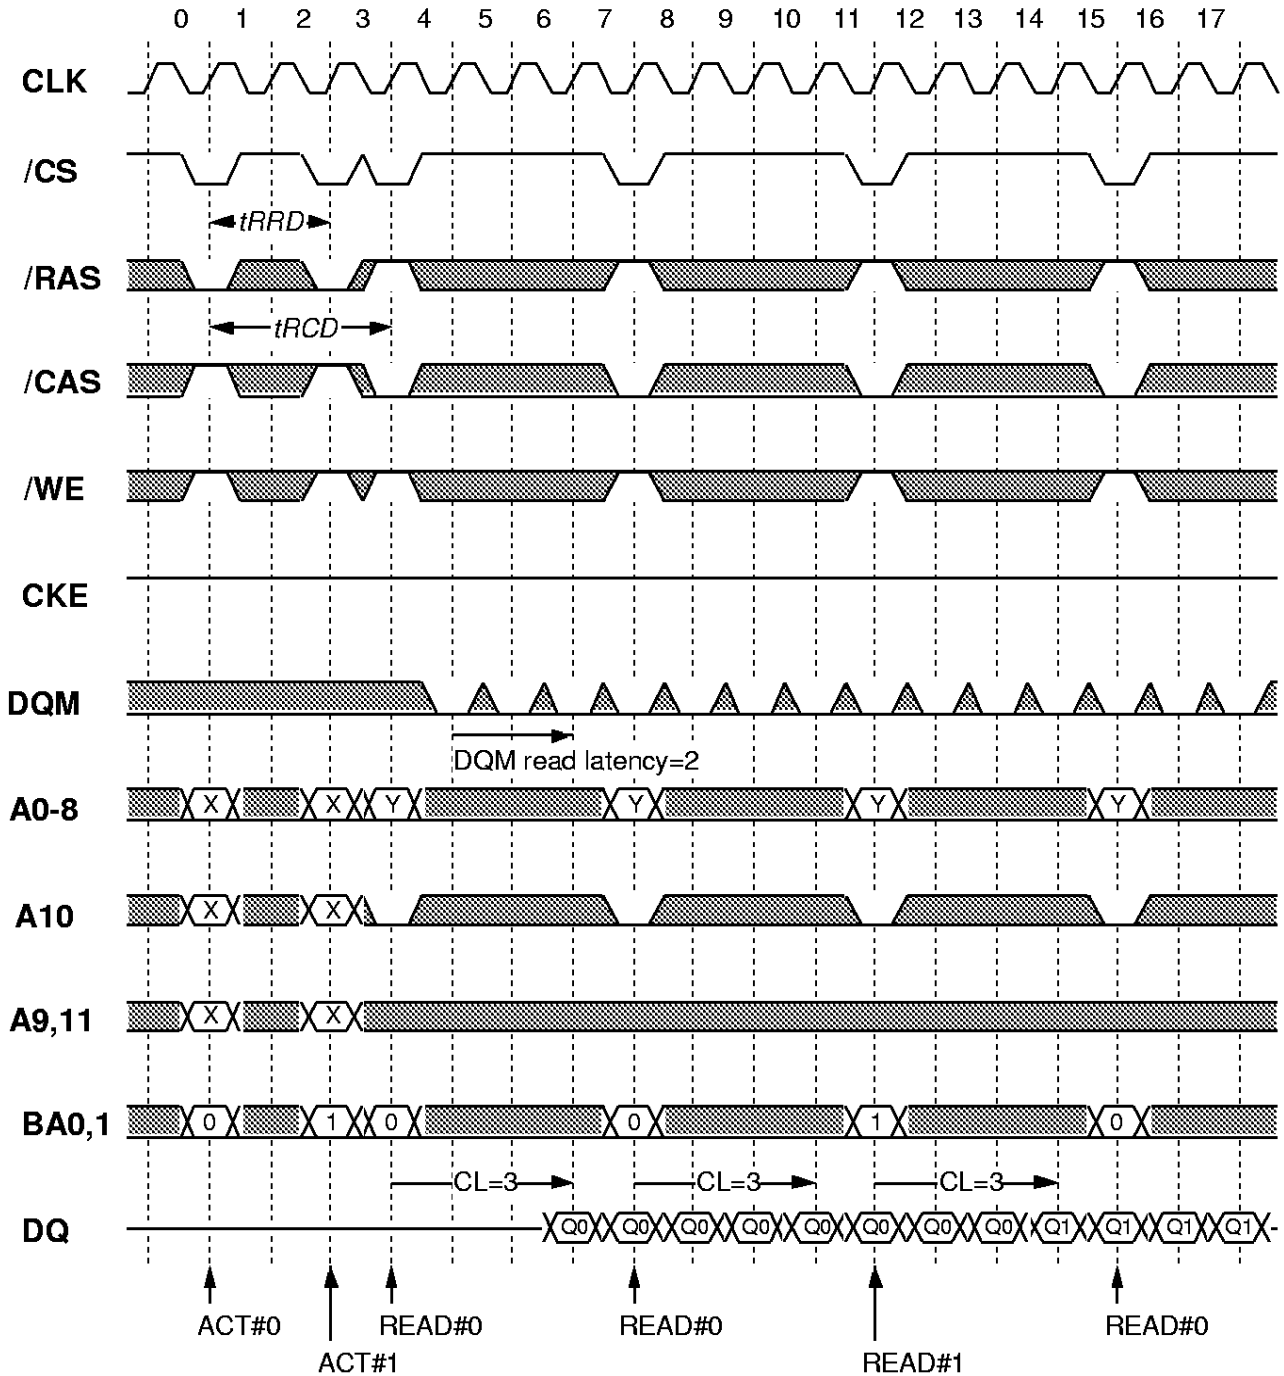 0 1 2 3 4 5 6 7 8 9 10 11 12 13 14 15 16 17
CLK
/CS
tRRD
/RAS
tRCD
/CAS
/WE
CKE
DQM
DQM read latency=2
A0-8 X X Y Y Y Y
A10 X X
A9,11 X X
BA0,1 0 1 0 0 1 0
CL=3 CL=3 CL=3
DQ Q0 Q0 Q0 Q0 Q0 Q0 Q0 Q0 Q1 Q1 Q1 Q1
ACT#0 READ#0 READ#0 READ#0
ACT#1 READ#1